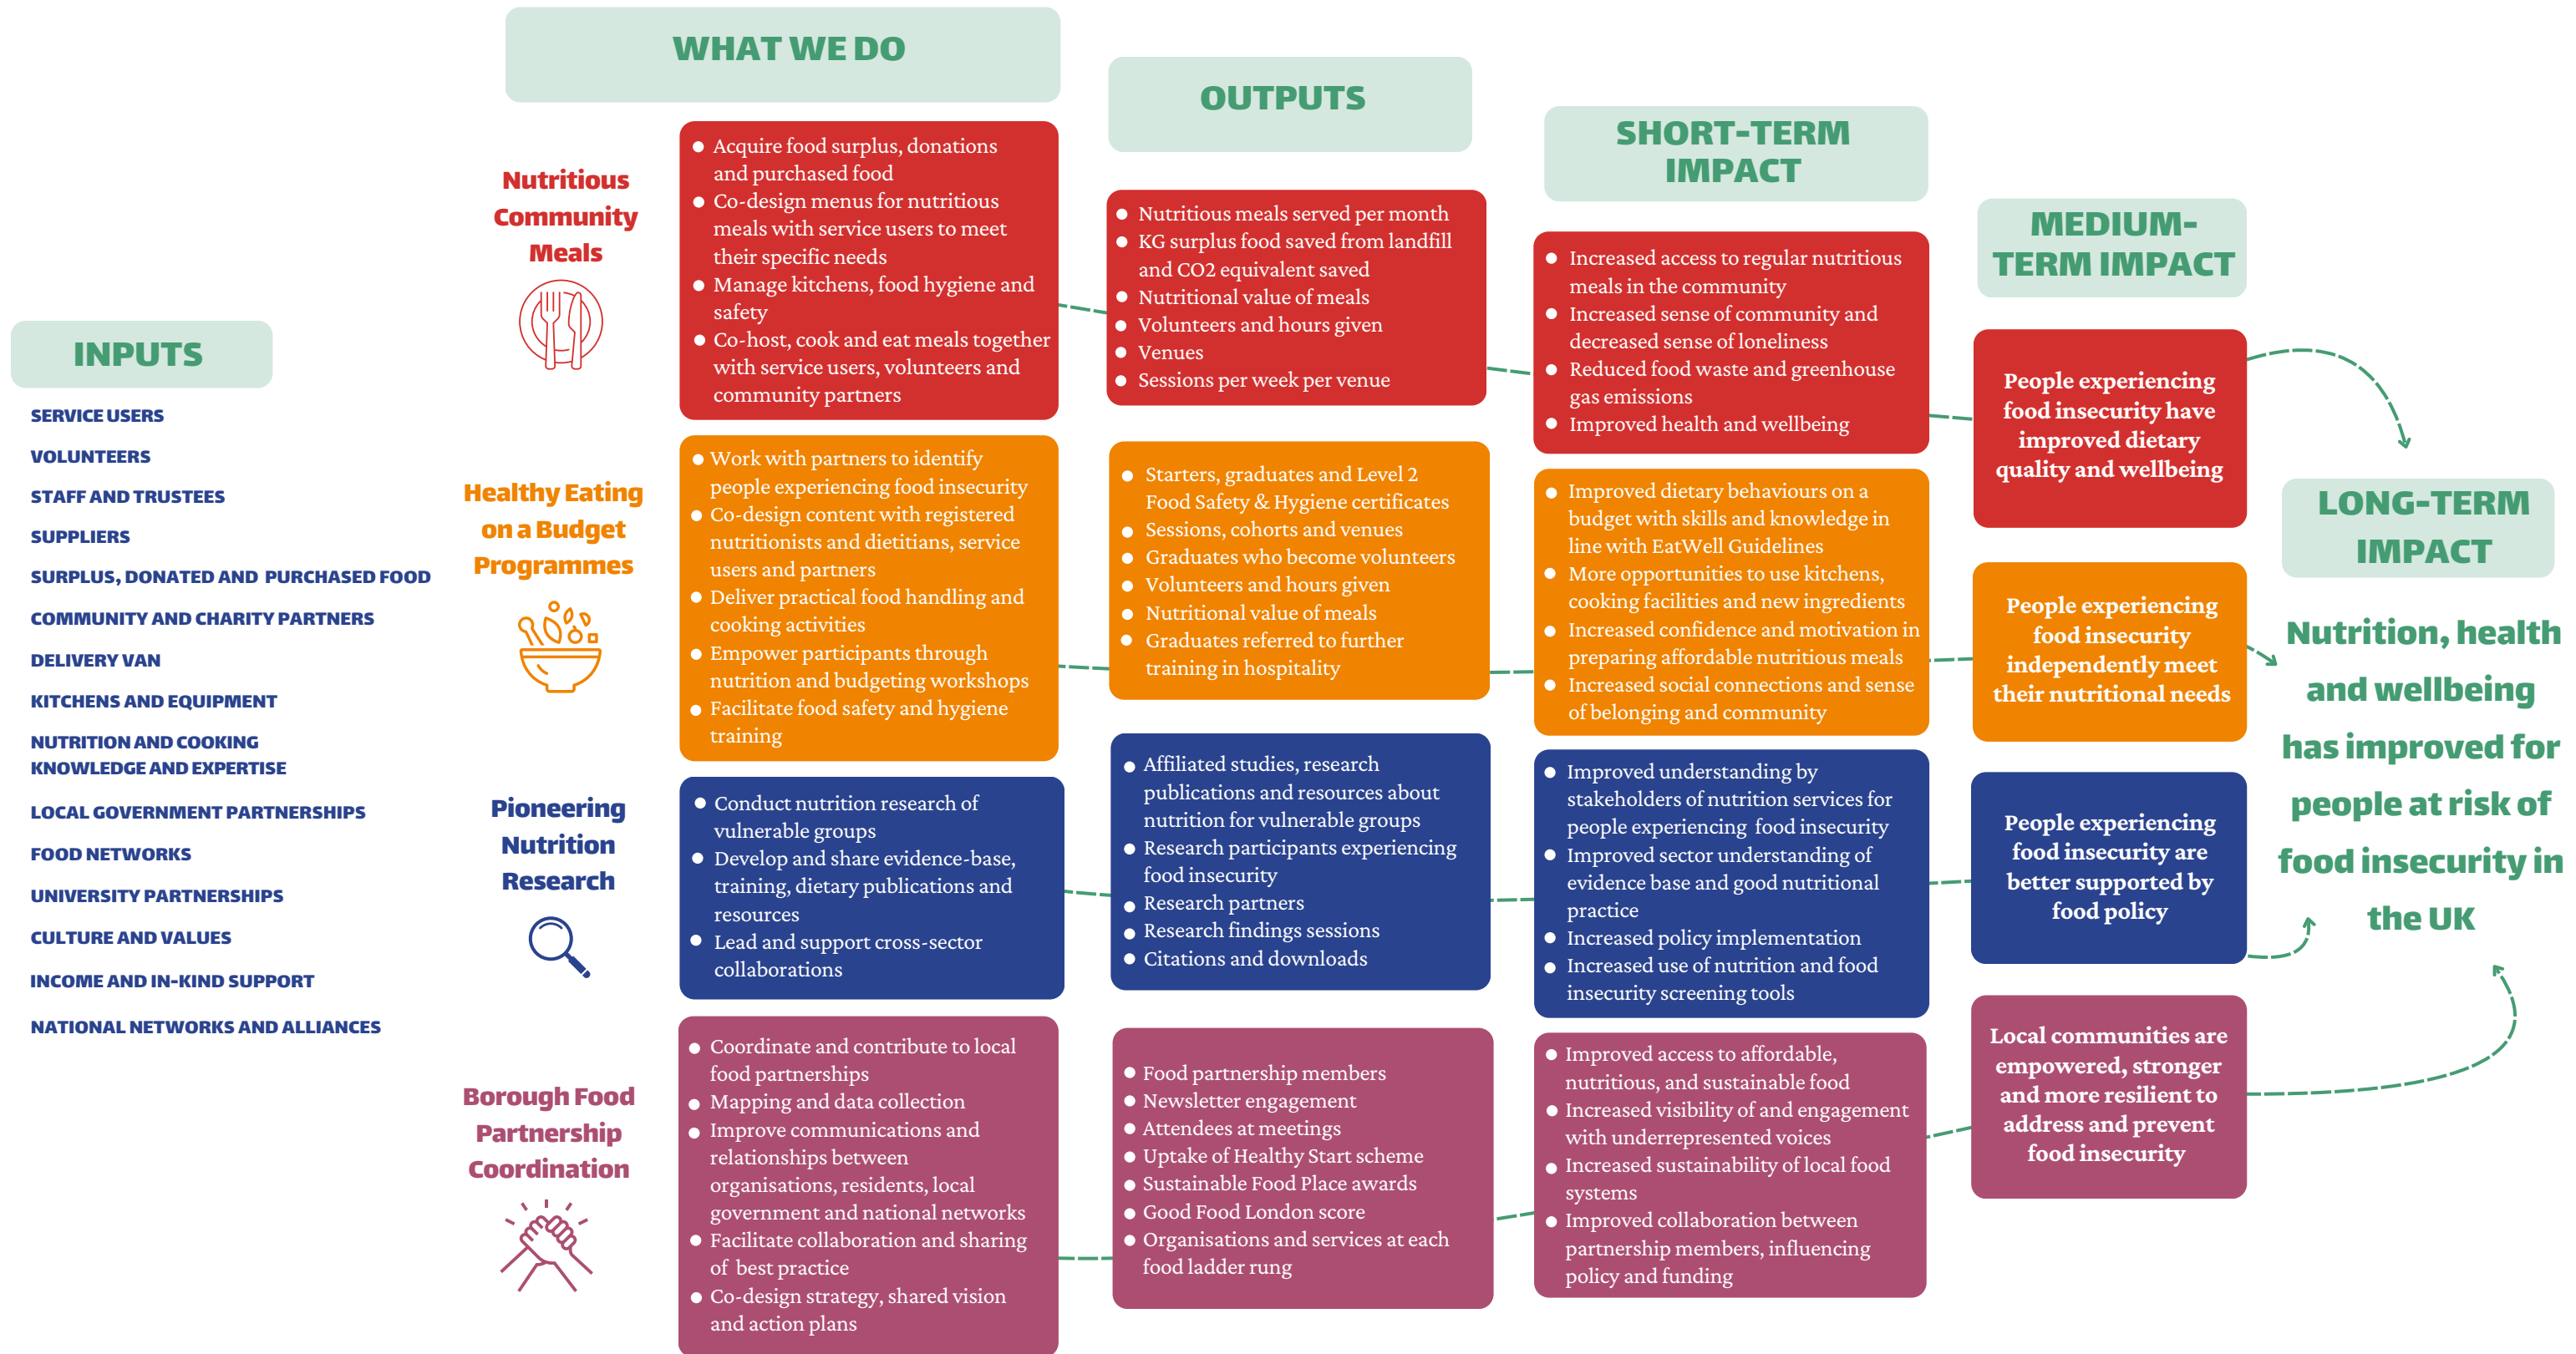 WHAT WE DO
OUTPUTS
SHORT-TERM
IMPACT
MEDIUM-
TERM IMPACT
LONG-TERM
IMPACT
INPUTS
SERVICE USERS
VOLUNTEERS
STAFF AND TRUSTEES
SUPPLIERS
SURPLUS, DONATED AND PURCHASED FOOD
COMMUNITY AND CHARITY PARTNERS
DELIVERY VAN
KITCHENS AND EQUIPMENT
NUTRITION AND COOKING
KNOWLEDGE AND EXPERTISE
LOCAL GOVERNMENT PARTNERSHIPS
FOOD NETWORKS
UNIVERSITY PARTNERSHIPS
CULTURE AND VALUES
INCOME AND IN-KIND SUPPORT
NATIONAL NETWORKS AND ALLIANCES
Nutritious
Community
Meals
● Acquire food surplus, donations
and purchased food
● Co-design menus for nutritious
meals with service users to meet
their specific needs
● Manage kitchens, food hygiene and
safety
● Co-host, cook and eat meals together
with service users, volunteers and
community partners
● Nutritious meals served per month
● KG surplus food saved from landfill
and CO2 equivalent saved
● Nutritional value of meals
● Volunteers and hours given
● Venues
● Sessions per week per venue
● Increased access to regular nutritious
meals in the community
● Increased sense of community and
decreased sense of loneliness
● Reduced food waste and greenhouse
gas emissions
● Improved health and wellbeing
People experiencing
food insecurity have
improved dietary
quality and wellbeing
Healthy Eating
on a Budget
Programmes
● Work with partners to identify
people experiencing food insecurity
● Co-design content with registered
nutritionists and dietitians, service
users and partners
● Deliver practical food handling and
cooking activities
● Empower participants through
nutrition and budgeting workshops
● Facilitate food safety and hygiene
training
● Starters, graduates and Level 2
Food Safety & Hygiene certificates
● Sessions, cohorts and venues
● Graduates who become volunteers
● Volunteers and hours given
● Nutritional value of meals
● Graduates referred to further
training in hospitality
● Improved dietary behaviours on a
budget with skills and knowledge in
line with EatWell Guidelines
● More opportunities to use kitchens,
cooking facilities and new ingredients
● Increased confidence and motivation in
preparing affordable nutritious meals
● Increased social connections and sense
of belonging and community
People experiencing
food insecurity
independently meet
their nutritional needs
Pioneering
Nutrition
Research
● Conduct nutrition research of
vulnerable groups
● Develop and share evidence-base,
training, dietary publications and
resources
● Lead and support cross-sector
collaborations
● Affiliated studies, research
publications and resources about
nutrition for vulnerable groups
● Research participants experiencing
food insecurity
● Research partners
● Research findings sessions
● Citations and downloads
● Improved understanding by
stakeholders of nutrition services for
people experiencing food insecurity
● Improved sector understanding of
evidence base and good nutritional
practice
● Increased policy implementation
● Increased use of nutrition and food
insecurity screening tools
People experiencing
food insecurity are
better supported by
food policy
Borough Food
Partnership
Coordination
● Coordinate and contribute to local
food partnerships
● Mapping and data collection
● Improve communications and
relationships between
organisations, residents, local
government and national networks
● Facilitate collaboration and sharing
of best practice
● Co-design strategy, shared vision
and action plans
● Food partnership members
● Newsletter engagement
● Attendees at meetings
● Uptake of Healthy Start scheme
● Sustainable Food Place awards
● Good Food London score
● Organisations and services at each
food ladder rung
● Improved access to affordable,
nutritious, and sustainable food
● Increased visibility of and engagement
with underrepresented voices
● Increased sustainability of local food
systems
● Improved collaboration between
partnership members, influencing
policy and funding
Local communities are
empowered, stronger
and more resilient to
address and prevent
food insecurity
Nutrition, health
and wellbeing
has improved for
people at risk of
food insecurity in
the UK